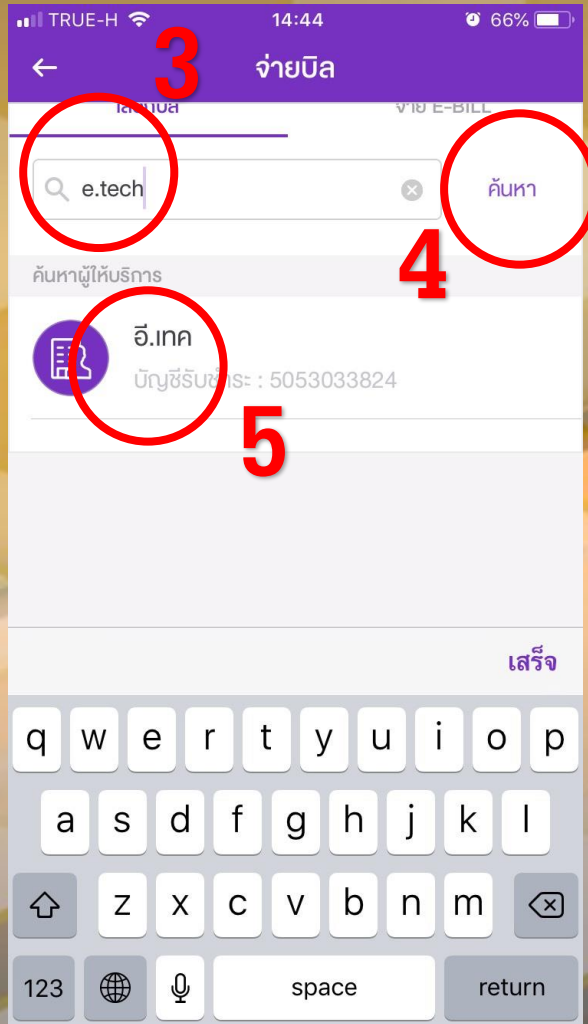 TRUE-H 14:44 66%
3
จ่ายบิล
จ่าย E-BILL
e.tech
ค้นหา
4
ค้นหาผู้ให้บริการ
อี.เทค
บัญชีรับชำระ : 5053033824
5
เสร็จ
q w e r t y u i o p
a s d f g h j k l
z x c v b n m
123 space return